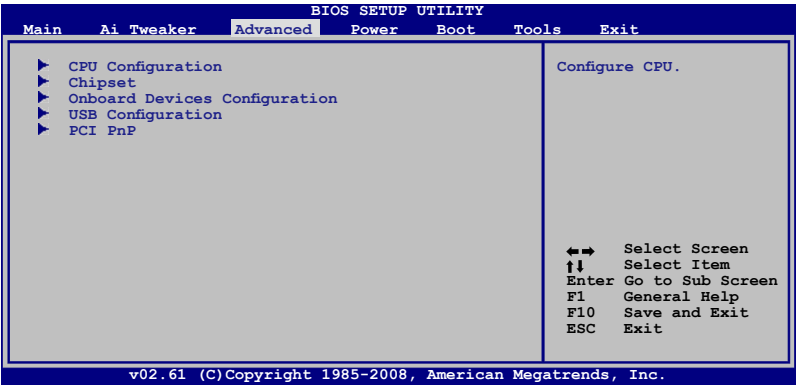 BIOS SETUP UTILITY
Main Ai Tweaker Advanced Power Boot Tools Exit
CPU Configuration
Chipset
Onboard Devices Configuration
USB Configuration
PCI PnP
Configure CPU.
←→ Select Screen
↑↓ Select Item
Enter Go to Sub Screen
F1 General Help
F10 Save and Exit
ESC Exit
v02.61 (C)Copyright 1985-2008, American Megatrends, Inc.